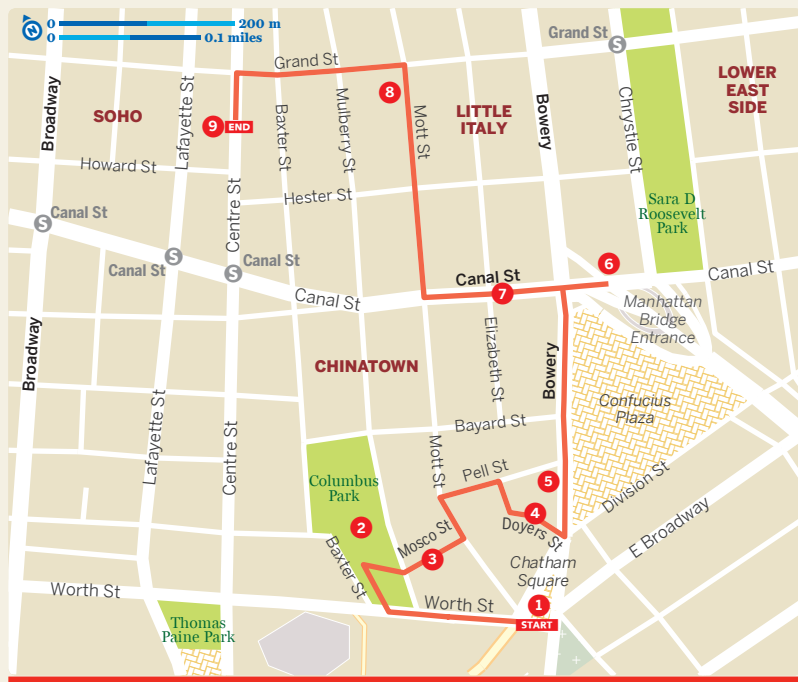 0 200 m
0 0.1 miles
Grand St
S
LOWER
EAST
SIDE
Grand St
Broadway
Lafayette St
SOHO
9 END
8
Baxter St
Mulberry St
Mott St
LITTLE
ITALY
Bowery
Chrystie St
Howard St
Centre St
Hester St
Sara D
Roosevelt
Park
S Canal St
Canal St S
S Canal St
6
Canal St
Canal St
7
Canal St
Manhattan
Bridge
Entrance
Broadway
Elizabeth St
Bowery
CHINATOWN
Confucius
Plaza
Lafayette St
Centre St
Bayard St
Mott St
Pell St
Columbus
Park
5
Division St
2
4
Doyers St
E Broadway
Mosco St
3
Baxter St
Chatham
Square
Worth St
Worth St
1
START
Thomas
Paine Park